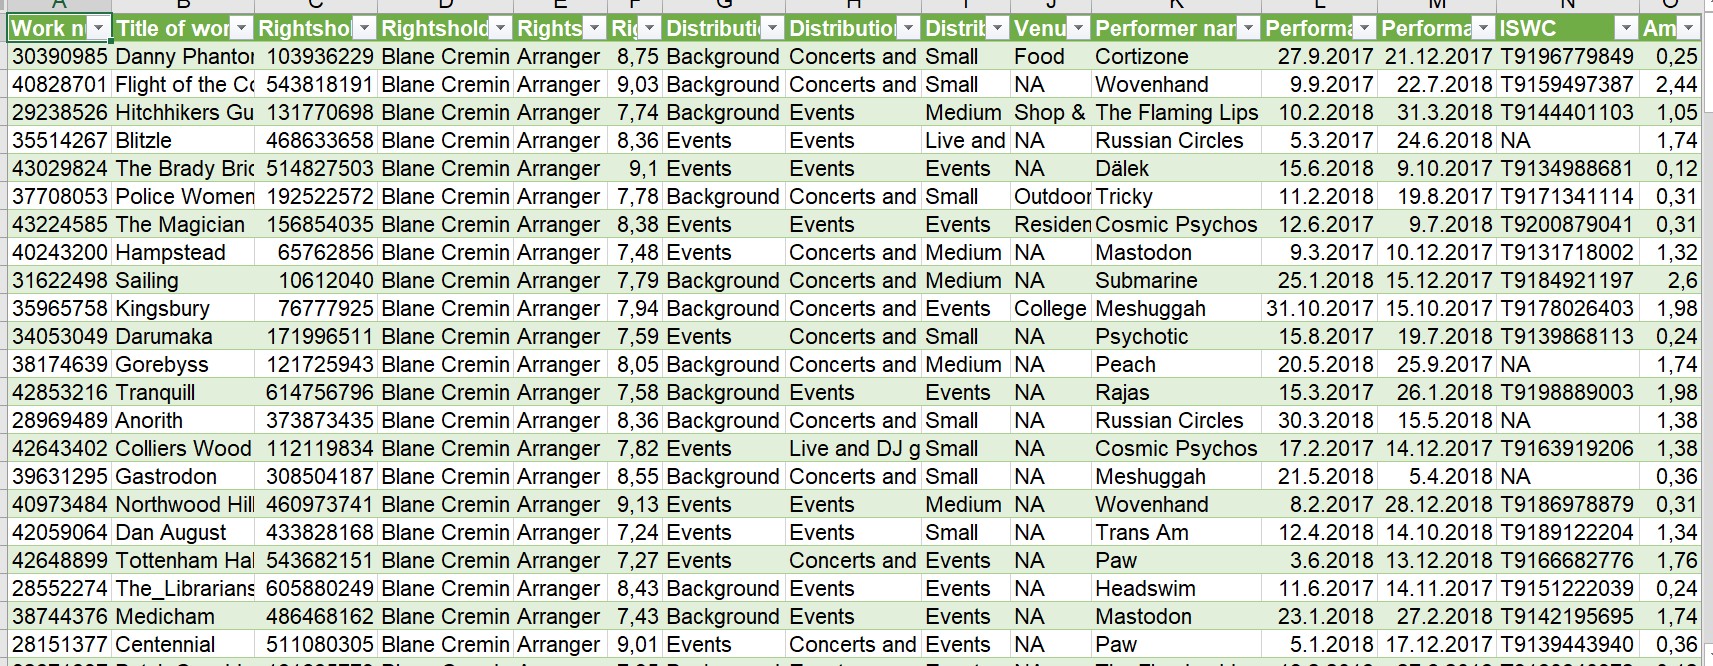 A B C D E F G H I J K L M N O
Work n Title of wor Rightshol Rightshold Rights Rig Distributi Distribution Distrib Venu Performer nar Performa Performa ISWC Am
30390985 Danny Phantor 103936229 Blane Cremin Arranger 8,75 Background Concerts and Small Food Cortizone 27.9.2017 21.12.2017 T9196779849 0,25
40828701 Flight of the Co 543818191 Blane Cremin Arranger 9,03 Background Concerts and Small NA Wovenhand 9.9.2017 22.7.2018 T9159497387 2,44
29238526 Hitchhikers Gu 131770698 Blane Cremin Arranger 7,74 Background Events Medium Shop & The Flaming Lips 10.2.2018 31.3.2018 T9144401103 1,05
35514267 Blitzle 468633658 Blane Cremin Arranger 8,36 Events Events Live and NA Russian Circles 5.3.2017 24.6.2018 NA 1,74
43029824 The Brady Bric 514827503 Blane Cremin Arranger 9,1 Events Events Events NA Dälek 15.6.2018 9.10.2017 T9134988681 0,12
37708053 Police Women 192522572 Blane Cremin Arranger 7,78 Background Concerts and Small Outdoor Tricky 11.2.2018 19.8.2017 T9171341114 0,31
43224585 The Magician 156854035 Blane Cremin Arranger 8,38 Events Events Events Residen Cosmic Psychos 12.6.2017 9.7.2018 T9200879041 0,31
40243200 Hampstead 65762856 Blane Cremin Arranger 7,48 Events Concerts and Medium NA Mastodon 9.3.2017 10.12.2017 T9131718002 1,32
31622498 Sailing 10612040 Blane Cremin Arranger 7,79 Background Concerts and Medium NA Submarine 25.1.2018 15.12.2017 T9184921197 2,6
35965758 Kingsbury 76777925 Blane Cremin Arranger 7,94 Events Concerts and Events College Meshuggah 31.10.2017 15.10.2017 T9178026403 1,98
34053049 Darumaka 171996511 Blane Cremin Arranger 7,59 Events Concerts and Small NA Psychotic 15.8.2017 19.7.2018 T9139868113 0,24
38174639 Gorebyss 121725943 Blane Cremin Arranger 8,05 Background Concerts and Medium NA Peach 20.5.2018 25.9.2017 NA 1,74
42853216 Tranquill 614756796 Blane Cremin Arranger 7,58 Background Events Events NA Rajas 15.3.2017 26.1.2018 T9198889003 1,98
28969489 Anorith 373873435 Blane Cremin Arranger 8,36 Background Concerts and Small NA Russian Circles 30.3.2018 15.5.2018 NA 1,38
42643402 Colliers Wood 112119834 Blane Cremin Arranger 7,82 Events Live and DJ g Small NA Cosmic Psychos 17.2.2017 14.12.2017 T9163919206 1,38
39631295 Gastrodon 308504187 Blane Cremin Arranger 8,55 Background Concerts and Small NA Meshuggah 21.5.2018 5.4.2018 NA 0,36
40973484 Northwood Hill 460973741 Blane Cremin Arranger 9,13 Events Events Medium NA Wovenhand 8.2.2017 28.12.2018 T9186978879 0,31
42059064 Dan August 433828168 Blane Cremin Arranger 7,24 Events Events Small NA Trans Am 12.4.2018 14.10.2018 T9189122204 1,34
42648899 Tottenham Hal 543682151 Blane Cremin Arranger 7,27 Events Concerts and Events NA Paw 3.6.2018 13.12.2018 T9166682776 1,76
28552274 The_Librarians 605880249 Blane Cremin Arranger 8,43 Background Events Events NA Headswim 11.6.2017 14.11.2017 T9151222039 0,24
38744376 Medicham 486468162 Blane Cremin Arranger 7,43 Background Events Events NA Mastodon 23.1.2018 27.2.2018 T9142195695 1,74
28151377 Centennial 511080305 Blane Cremin Arranger 9,01 Events Concerts and Events NA Paw 5.1.2018 17.12.2017 T9139443940 0,36